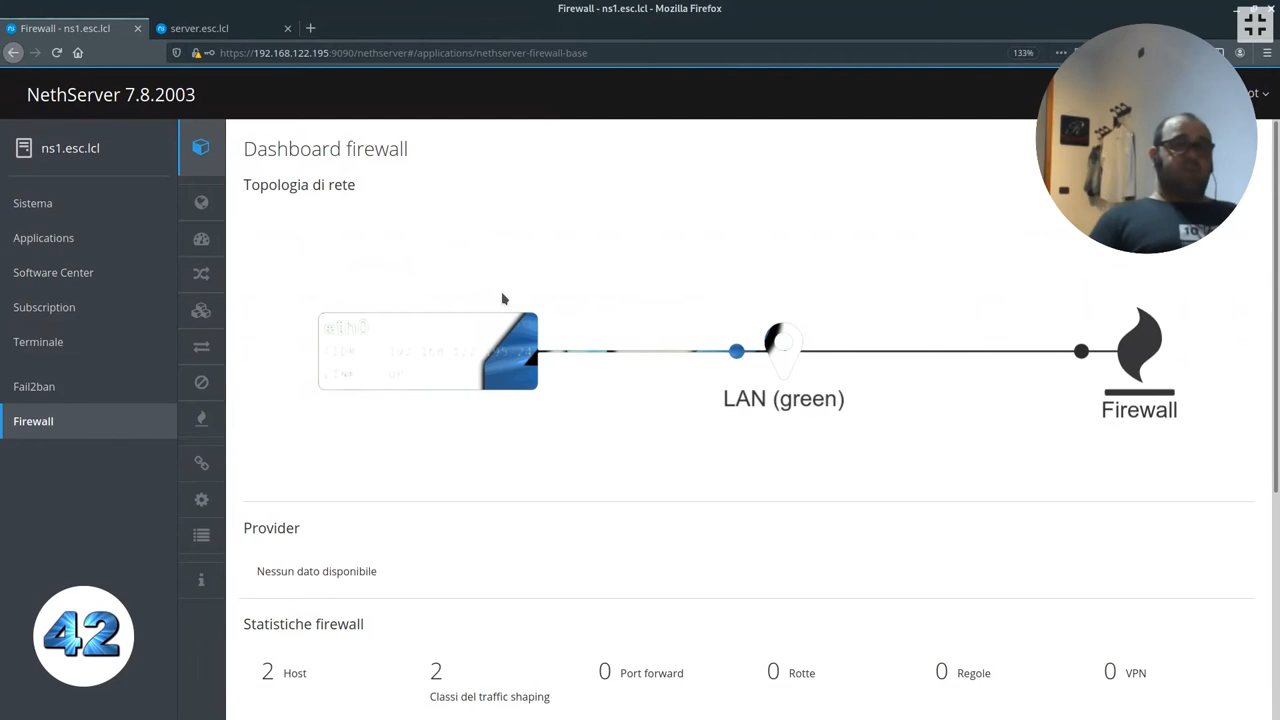 Firewall - ns1.esc.lcl - Mozilla Firefox
Firewall - ns1.esc.lcl
server.esc.lcl
https://192.168.122.195:9090/nethserver#/applications/nethserver-firewall-base
133%
NethServer 7.8.2003
ns1.esc.lcl
Sistema
Applications
Software Center
Subscription
Terminale
Fail2ban
Firewall
Dashboard firewall
Topologia di rete
eth0
LAN (green)
Firewall
Provider
Nessun dato disponibile
Statistiche firewall
2 Host
2 Classi del traffic shaping
0 Port forward
0 Rotte
0 Regole
0 VPN
42